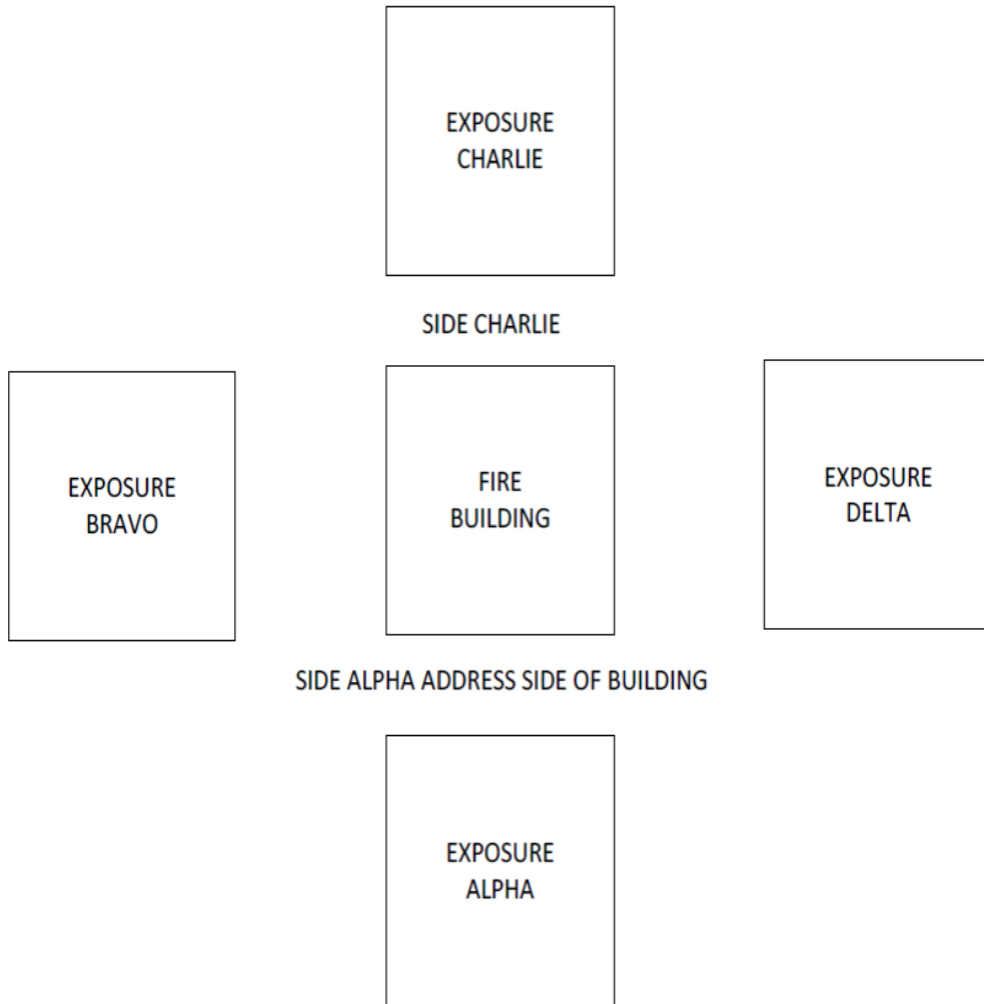 EXPOSURE
CHARLIE
SIDE CHARLIE
EXPOSURE
BRAVO
FIRE
BUILDING
EXPOSURE
DELTA
SIDE ALPHA ADDRESS SIDE OF BUILDING
EXPOSURE
ALPHA